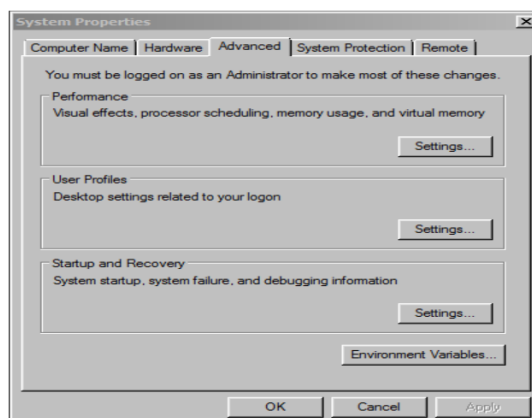 System Properties
Computer Name Hardware Advanced System Protection Remote
You must be logged on as an Administrator to make most of these changes.
Performance
Visual effects, processor scheduling, memory usage, and virtual memory
Settings...
User Profiles
Desktop settings related to your logon
Settings...
Startup and Recovery
System startup, system failure, and debugging information
Settings...
Environment Variables...
OK Cancel Apply